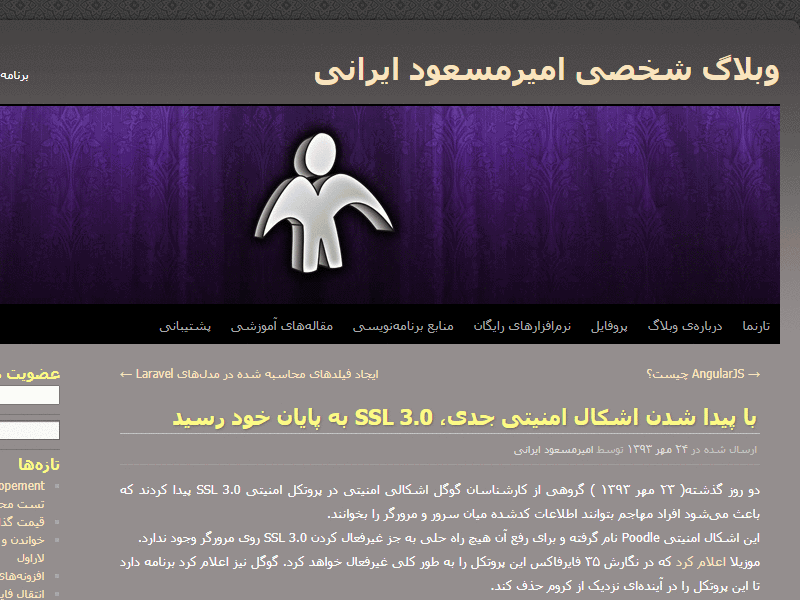 وبلاگ شخصی امیرمسعود ایرانی
برنامه
تارنما درباره‌ی وبلاگ پروفایل نرم‌افزارهای رایگان منابع برنامه‌نویسی مقاله‌های آموزشی پشتیبانی
→ AngularJS چیست؟
ایجاد فیلدهای محاسبه شده در مدل‌های Laravel ←
با پیدا شدن اشکال امنیتی جدی، SSL 3.0 به پایان خود رسید
ارسال شده در ۲۴ مهر ۱۳۹۳ توسط امیرمسعود ایرانی
دو روز گذشته( ۲۳ مهر ۱۳۹۳ ) گروهی از کارشناسان گوگل اشکالی امنیتی در پروتکل امنیتی SSL 3.0 پیدا کردند که
باعث می‌شود افراد مهاجم بتوانند اطلاعات کدشده میان سرور و مرورگر را بخوانند.
این اشکال امنیتی Poodle نام گرفته و برای رفع آن هیچ راه حلی به جز غیرفعال کردن SSL 3.0 روی مرورگر وجود ندارد.
موزیلا اعلام کرد که در نگارش ۳۵ فایرفاکس این پروتکل را به طور کلی غیرفعال خواهد کرد. گوگل نیز اعلام کرد برنامه دارد
تا این پروتکل را در آینده‌ای نزدیک از کروم حذف کند.
عضویت
تازه‌ها
تست
قیمت
خواندن و
لاراول
افزونه‌های
انتقال